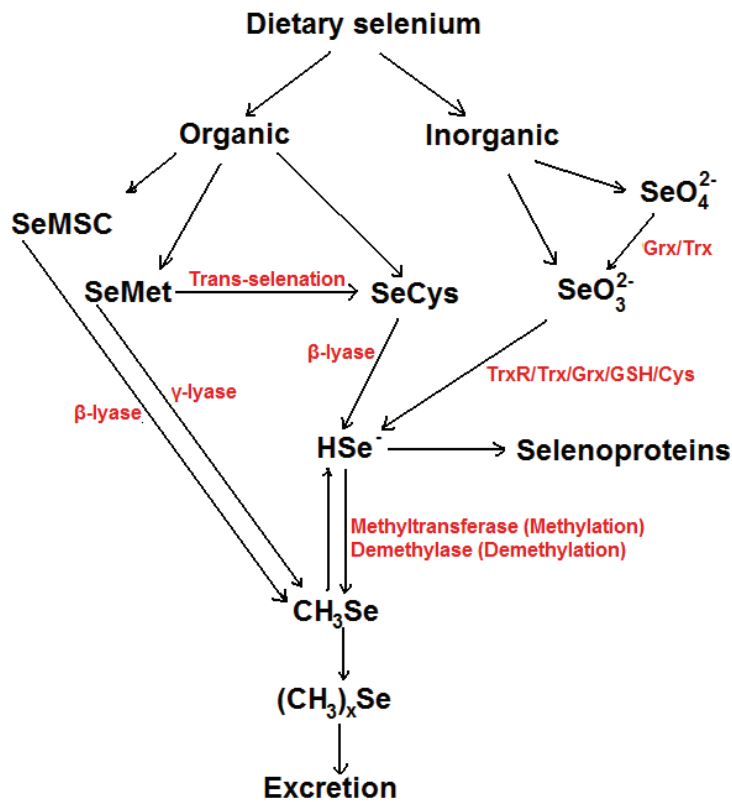 Dietary selenium
Organic
Inorganic
SeMSC
SeO₄²⁻
Grx/Trx
SeMet
Trans-selenation
SeCys
SeO₃²⁻
β-lyase
γ-lyase
β-lyase
TrxR/Trx/Grx/GSH/Cys
HSe⁻
Selenoproteins
Methyltransferase (Methylation)
Demethylase (Demethylation)
CH₃Se
(CH₃)ₓSe
Excretion